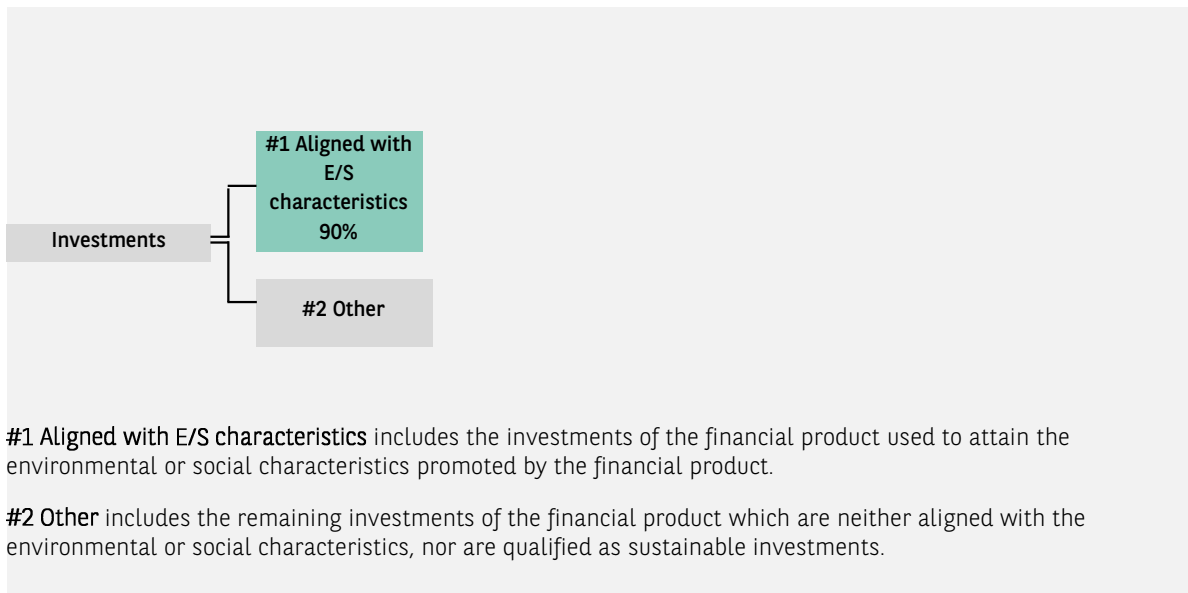 #1 Aligned with
E/S
characteristics
90%
Investments
#2 Other
#1 Aligned with E/S characteristics includes the investments of the financial product used to attain the
environmental or social characteristics promoted by the financial product.
#2 Other includes the remaining investments of the financial product which are neither aligned with the
environmental or social characteristics, nor are qualified as sustainable investments.